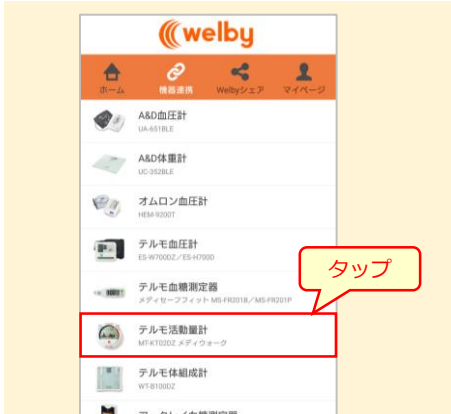 welby
ホーム 機器連携 Welbyシェア マイページ
A&D血圧計
UA-651BLE
A&D体重計
UC-352BLE
オムロン血圧計
HEM-9200T
テルモ血圧計
ES-W700DZ/ES-H700D
タップ
テルモ血糖測定器
メディセーフフィット MS-FR201B/MS-FR201P
テルモ活動量計
MT-KT02DZ メディウォーク
テルモ体組成計
WT-B100DZ